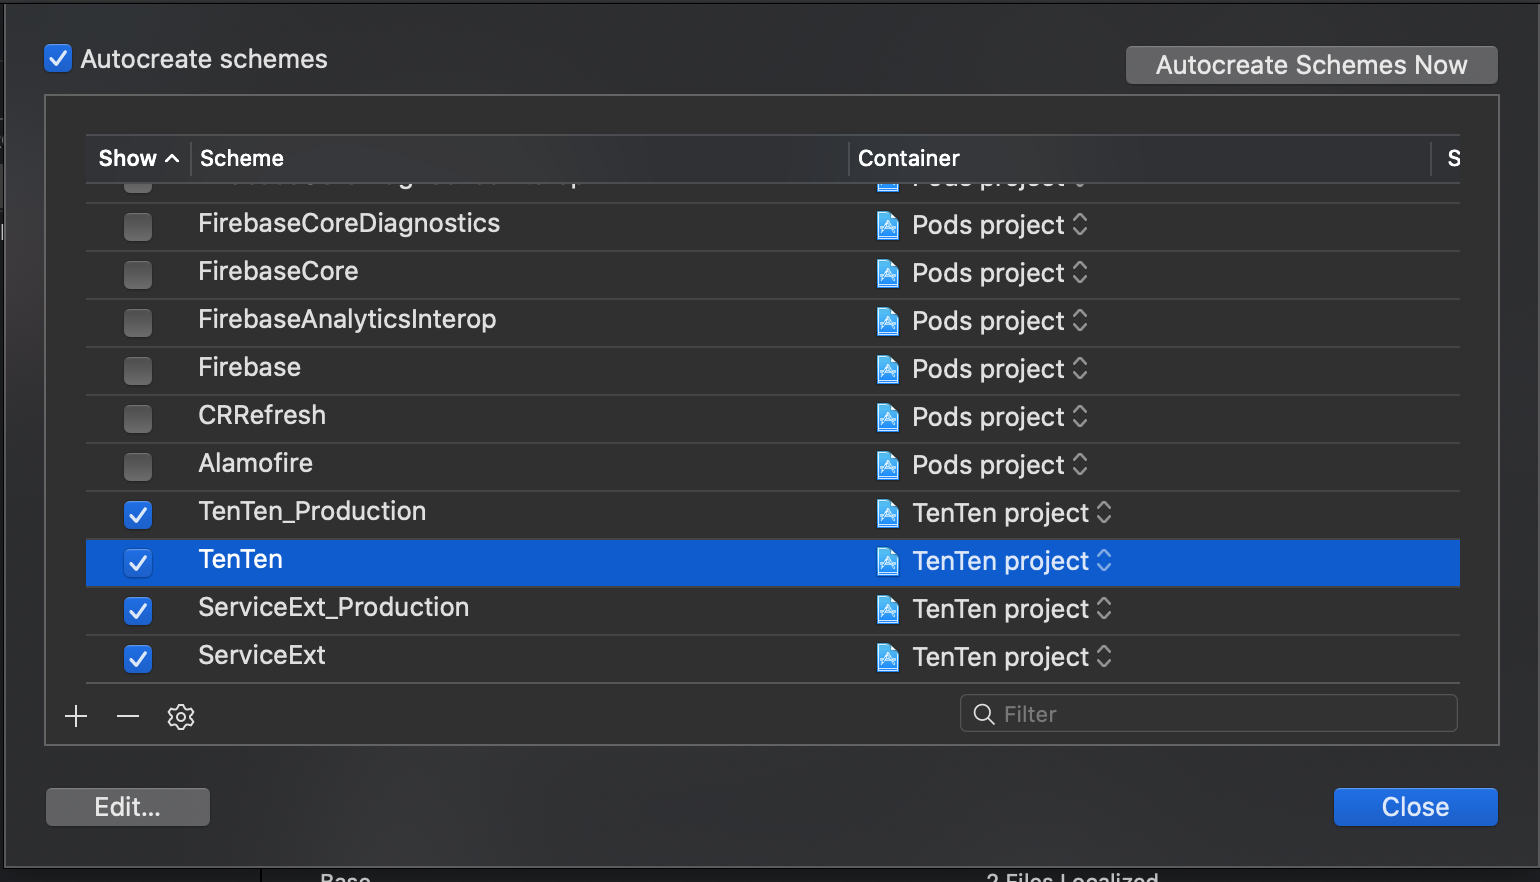 Autocreate schemes
Autocreate Schemes Now
Show Scheme Container S
Pods project
FirebaseCoreDiagnostics Pods project
FirebaseCore Pods project
FirebaseAnalyticsInterop Pods project
Firebase Pods project
CRRefresh Pods project
Alamofire Pods project
TenTen_Production TenTen project
TenTen TenTen project
ServiceExt_Production TenTen project
ServiceExt TenTen project
Filter
Edit...
Close
Base 2 Files Localized